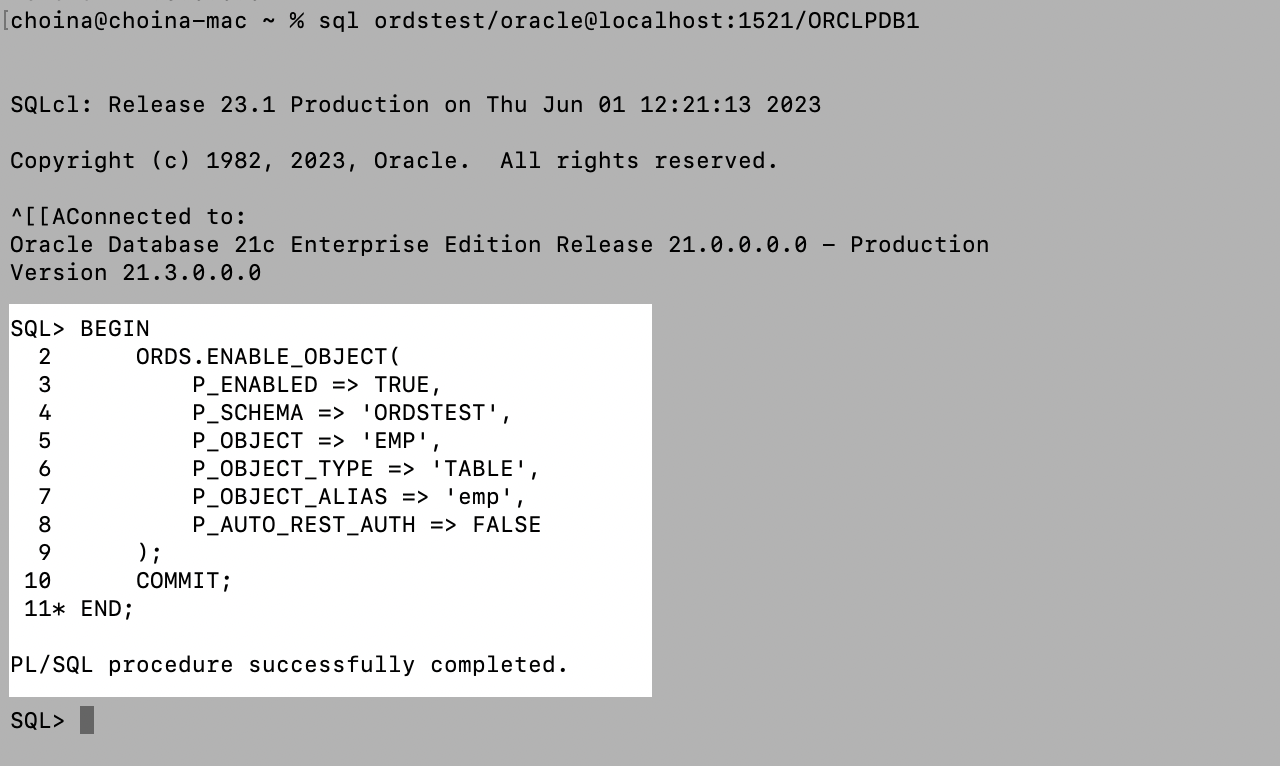 [choina@choina-mac ~ % sql ordstest/oracle@localhost:1521/ORCLPDB1
SQLcl: Release 23.1 Production on Thu Jun 01 12:21:13 2023
Copyright (c) 1982, 2023, Oracle.  All rights reserved.
^[[AConnected to:
Oracle Database 21c Enterprise Edition Release 21.0.0.0.0 – Production
Version 21.3.0.0.0
SQL> BEGIN
  2      ORDS.ENABLE_OBJECT(
  3          P_ENABLED => TRUE,
  4          P_SCHEMA => 'ORDSTEST',
  5          P_OBJECT => 'EMP',
  6          P_OBJECT_TYPE => 'TABLE',
  7          P_OBJECT_ALIAS => 'emp',
  8          P_AUTO_REST_AUTH => FALSE
  9      );
 10      COMMIT;
 11* END;
PL/SQL procedure successfully completed.
SQL>